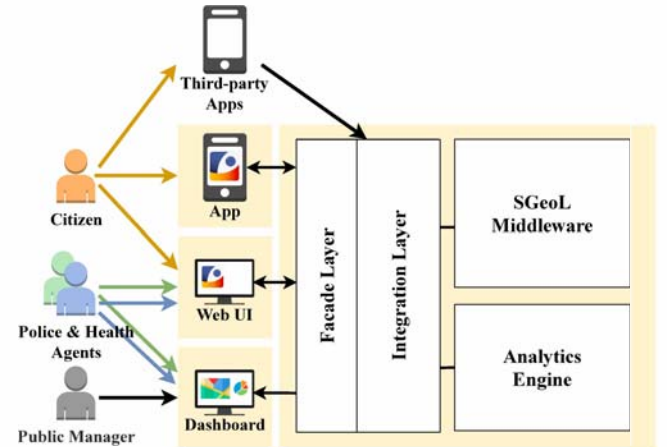 Third-party
Apps
Citizen
App
Police & Health
Agents
Web UI
Public Manager
Dashboard
Facade Layer
Integration Layer
SGeoL
Middleware
Analytics
Engine